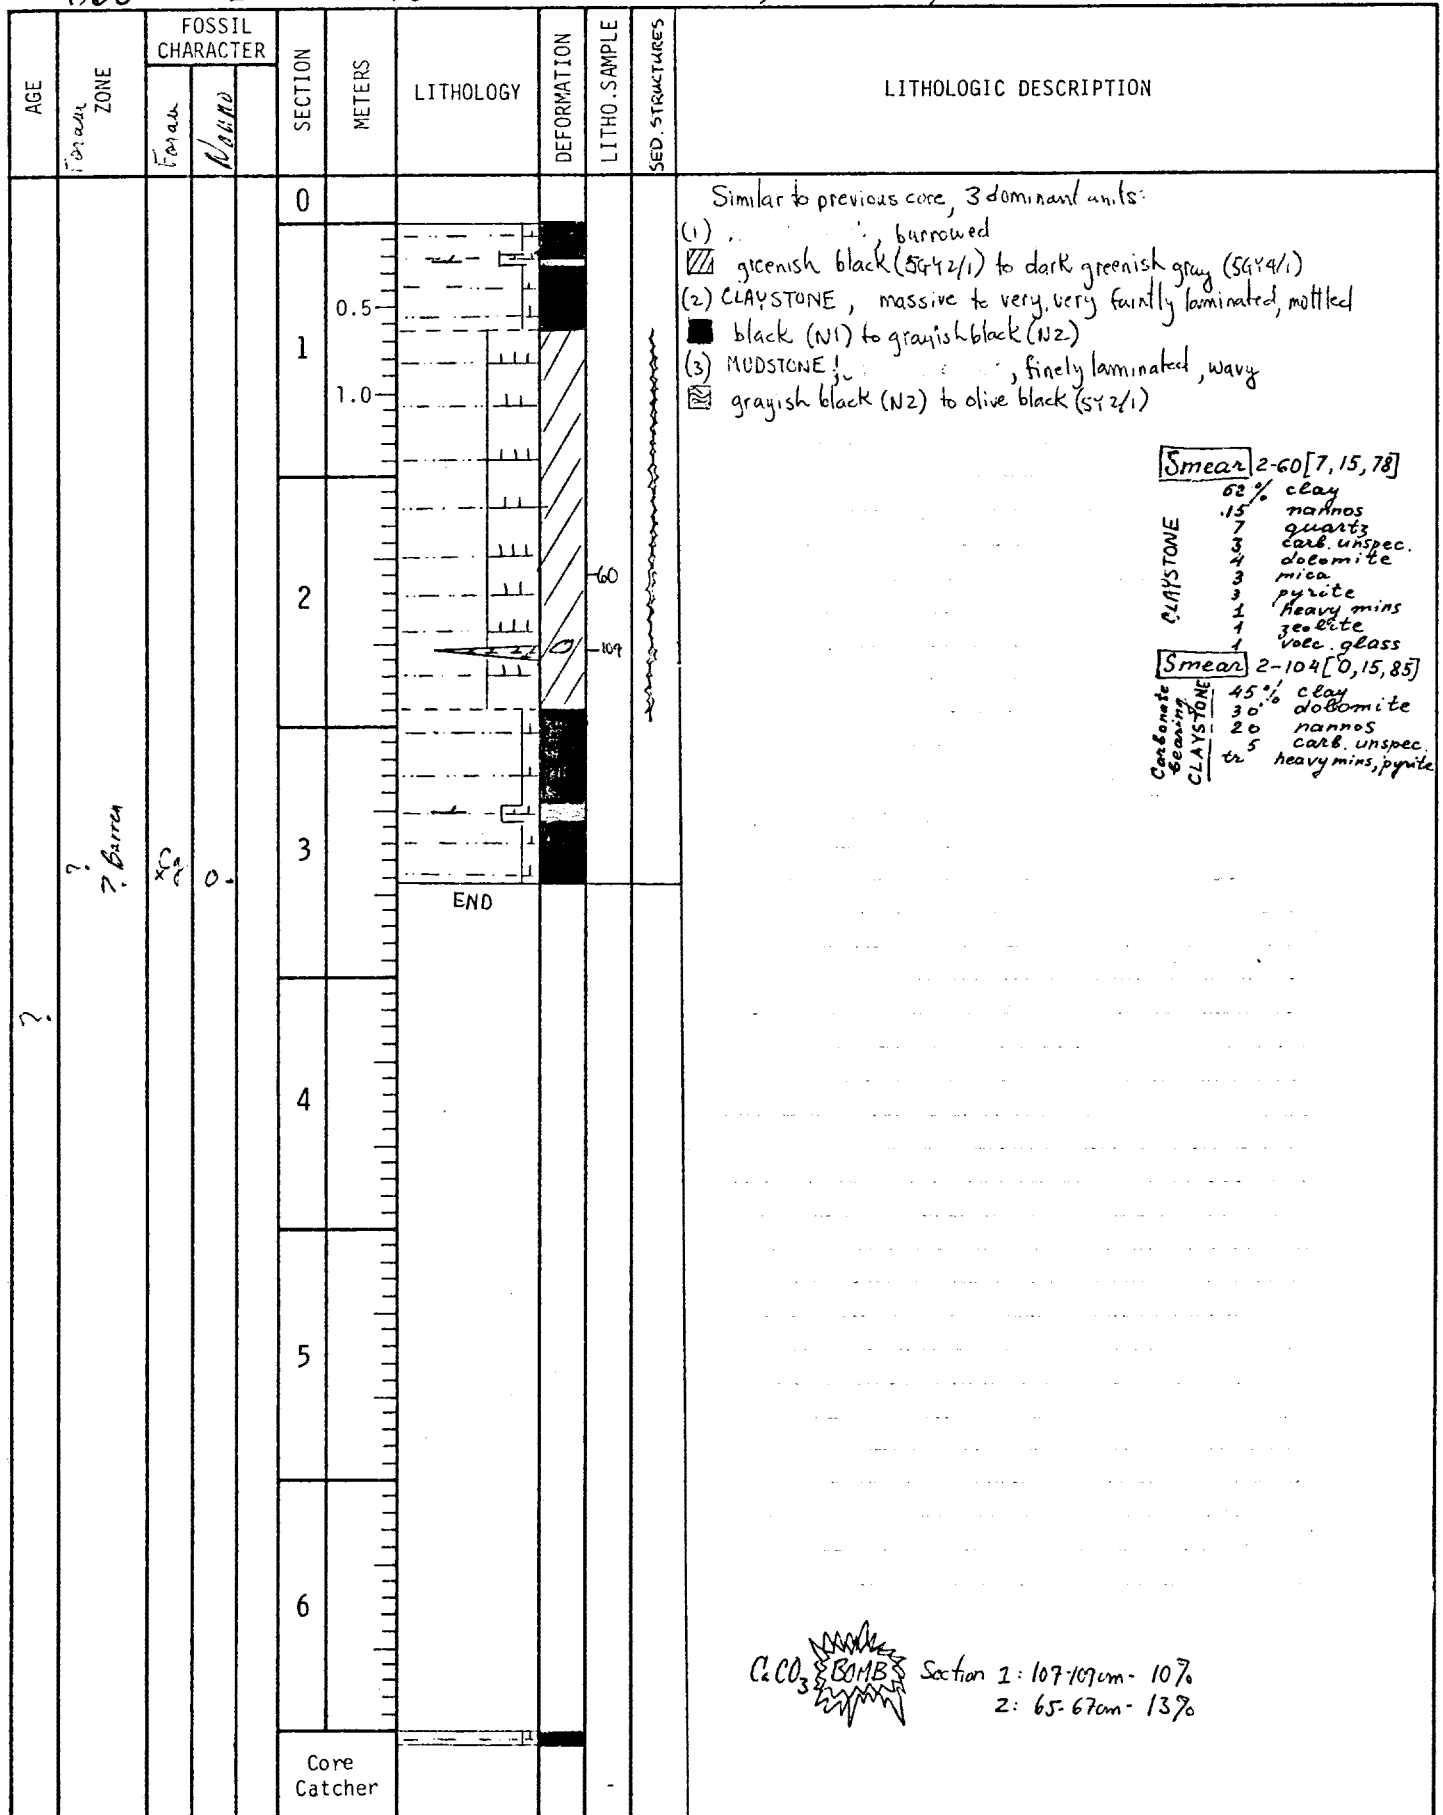 AGE
ZONE
Foram
FOSSIL
CHARACTER
Foram
Nanno
SECTION
METERS
LITHOLOGY
DEFORMATION
LITHO.SAMPLE
SED. STRUCTURES
LITHOLOGIC DESCRIPTION
0
Similar to previous core, 3 dominant units:
(1) , burrowed
greenish black (5GY2/1) to dark greenish gray (5GY4/1)
(2) CLAYSTONE, massive to very, very faintly laminated, mottled
black (N1) to grayish black (N2)
(3) MUDSTONE , finely laminated, wavy
grayish black (N2) to olive black (5Y2/1)
0.5
1
1.0
Smear 2-60[7,15,78]
CLAYSTONE
62% clay
.15 nannos
7 quartz
3 carb. unspec.
4 dolomite
3 mica
3 pyrite
1 heavy mins
1 zeolite
1 volc. glass
60
2
109
Smear 2-104[0,15,85]
Carbonate
bearing
CLAYSTONE
45% clay
30 dolomite
20 nannos
5 carb. unspec.
tr heavy mins, pyrite
3
?
? Barren
0-
END
?
4
5
6
CaCO3 BOMB Section 1: 107-109cm - 10%
2: 65-67cm - 13%
Core
Catcher
-